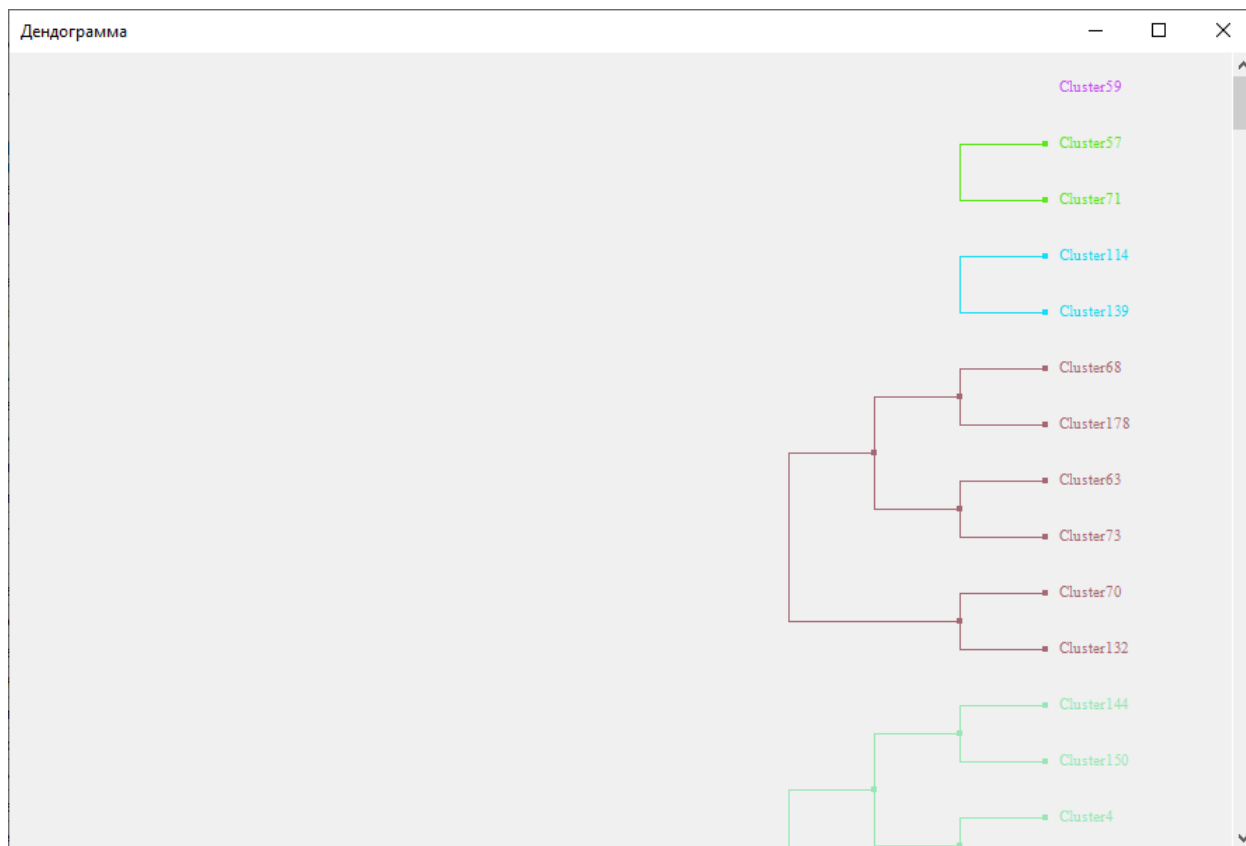 Дендограмма
Cluster59
Cluster57
Cluster71
Cluster114
Cluster139
Cluster68
Cluster178
Cluster63
Cluster73
Cluster70
Cluster132
Cluster144
Cluster150
Cluster4